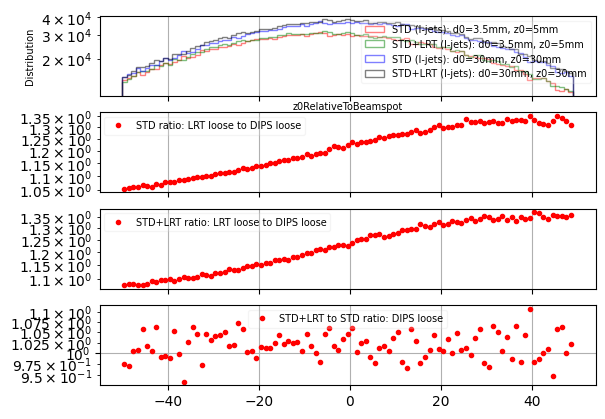 4 × 10⁴
3 × 10⁴
2 × 10⁴
Distribution
STD (l-jets): d0=3.5mm, z0=5mm
STD+LRT (l-jets): d0=3.5mm, z0=5mm
STD (l-jets): d0=30mm, z0=30mm
STD+LRT (l-jets): d0=30mm, z0=30mm
z0RelativeToBeamspot
1.35 × 10⁰
1.3 × 10⁰
1.25 × 10⁰
1.2 × 10⁰
1.15 × 10⁰
1.1 × 10⁰
1.05 × 10⁰
STD ratio: LRT loose to DIPS loose
1.35 × 10⁰
1.3 × 10⁰
1.25 × 10⁰
1.2 × 10⁰
1.15 × 10⁰
1.1 × 10⁰
STD+LRT ratio: LRT loose to DIPS loose
1.1 × 10⁰
1.075 × 10⁰
1.05 × 10⁰
1.025 × 10⁰
10⁰
9.75 × 10⁻¹
9.5 × 10⁻¹
STD+LRT to STD ratio: DIPS loose
−40 −20 0 20 40